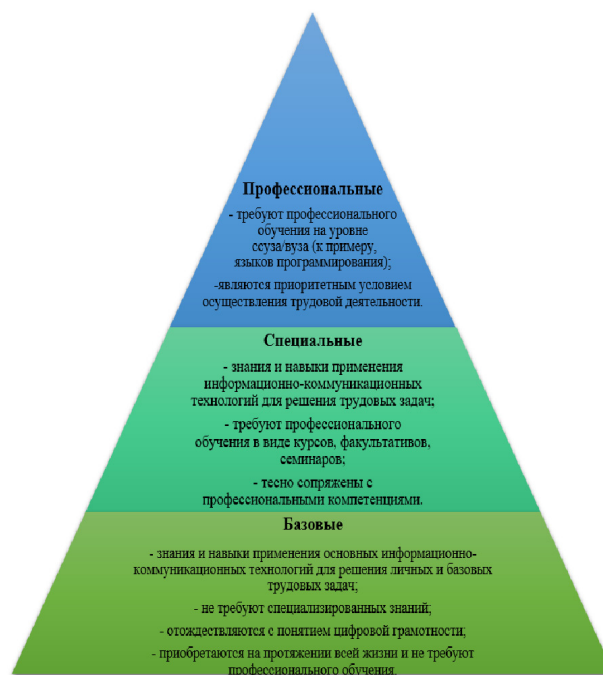 Профессиональные
- требуют профессионального
обучения на уровне
ссуза/вуза (к примеру,
языков программирования);
-являются приоритетным условием
осуществления трудовой деятельности.
Специальные
- знания и навыки применения
информационно-коммуникационных
технологий для решения трудовых задач;
- требуют профессионального
обучения в виде курсов, факультативов,
семинаров;
- тесно сопряжены с
профессиональными компетенциями.
Базовые
- знания и навыки применения основных информационно-
коммуникационных технологий для решения личных и базовых
трудовых задач;
- не требуют специализированных знаний;
- отождествляются с понятием цифровой грамотности;
- приобретаются на протяжении всей жизни и не требуют
профессионального обучения.